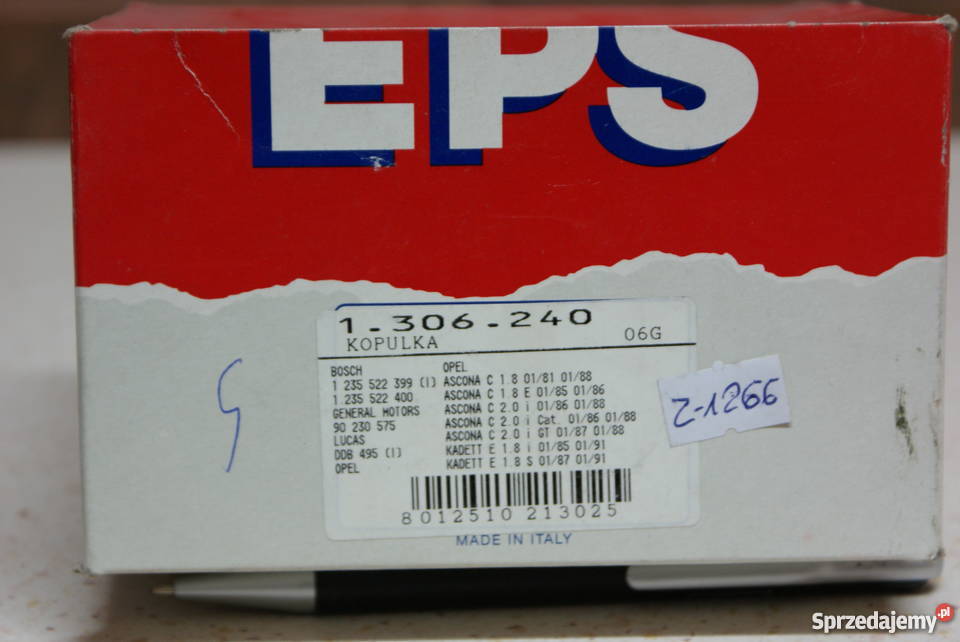 EPS
1.306.240
KOPULKA 06G
BOSCH
1 235 522 399 (I)
1.235 522 400
GENERAL MOTORS
90 230 575
LUCAS
DDB 495 (I)
OPEL
OPEL
ASCONA C 1.8 01/81 01/88
ASCONA C 1.8 E 01/85 01/86
ASCONA C 2.0 i 01/86 01/88
ASCONA C 2.0 i Cat. 01/86 01/88
ASCONA C 2.0 i GT 01/87 01/88
KADETT E 1.8 i 01/85 01/91
KADETT E 1.8 S 01/87 01/91
8012510 213025
MADE IN ITALY
Z-1266
Sprzedajemy.pl